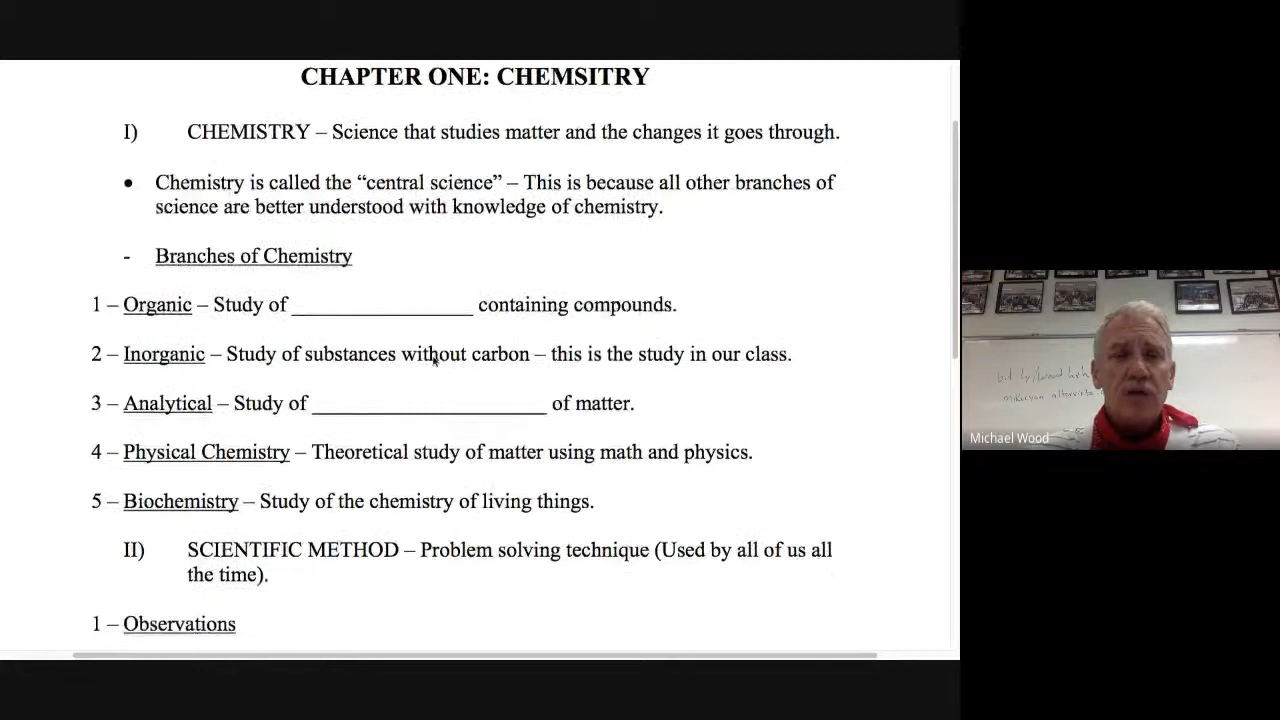 CHAPTER ONE: CHEMSITRY
I) CHEMISTRY – Science that studies matter and the changes it goes through.
• Chemistry is called the “central science” – This is because all other branches of
science are better understood with knowledge of chemistry.
- Branches of Chemistry
1 – Organic – Study of _________________ containing compounds.
2 – Inorganic – Study of substances without carbon – this is the study in our class.
3 – Analytical – Study of ______________________ of matter.
4 – Physical Chemistry – Theoretical study of matter using math and physics.
5 – Biochemistry – Study of the chemistry of living things.
II) SCIENTIFIC METHOD – Problem solving technique (Used by all of us all
the time).
1 – Observations
Michael Wood